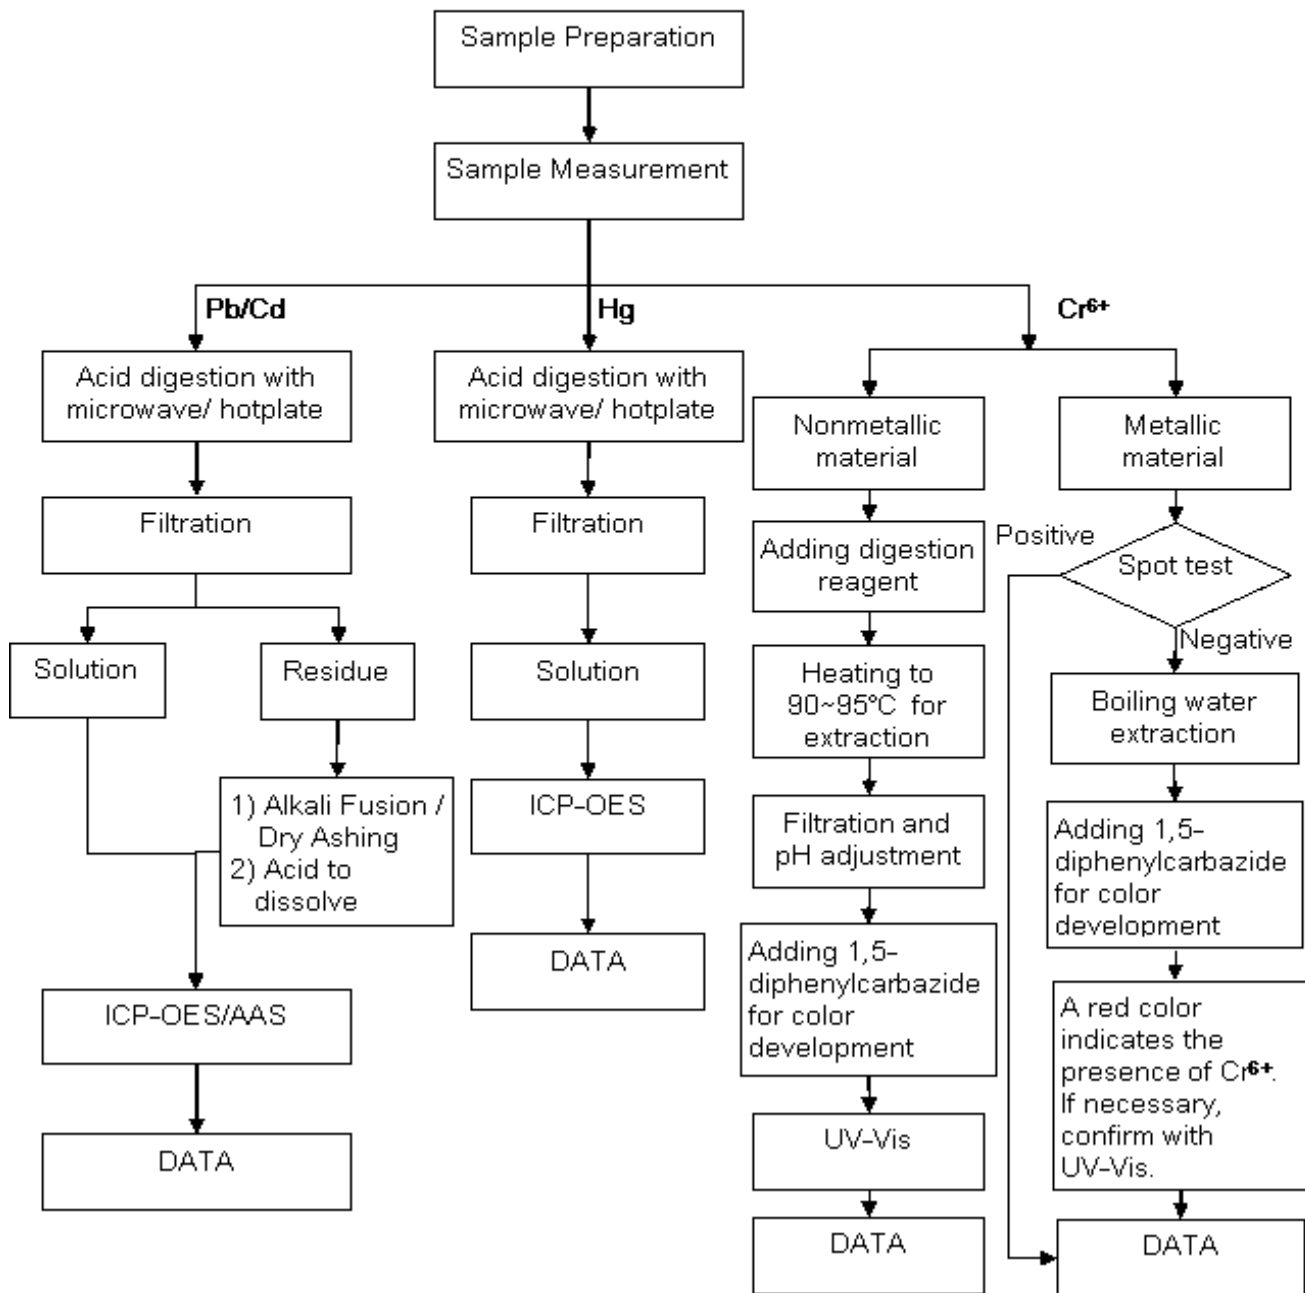 Sample Preparation
Sample Measurement
Pb/Cd
Hg
Cr⁶⁺
Acid digestion with
microwave/ hotplate
Filtration
Solution
Residue
1) Alkali Fusion /
Dry Ashing
2) Acid to
dissolve
ICP-OES/AAS
DATA
Acid digestion with
microwave/ hotplate
Filtration
Solution
ICP-OES
DATA
Nonmetallic
material
Adding digestion
reagent
Heating to
90~95°C for
extraction
Filtration and
pH adjustment
Adding 1,5-
diphenylcarbazide
for color
development
UV-Vis
DATA
Metallic
material
Positive
Spot test
Negative
Boiling water
extraction
Adding 1,5-
diphenylcarbazide
for color
development
A red color
indicates the
presence of Cr⁶⁺.
If necessary,
confirm with
UV-Vis.
DATA